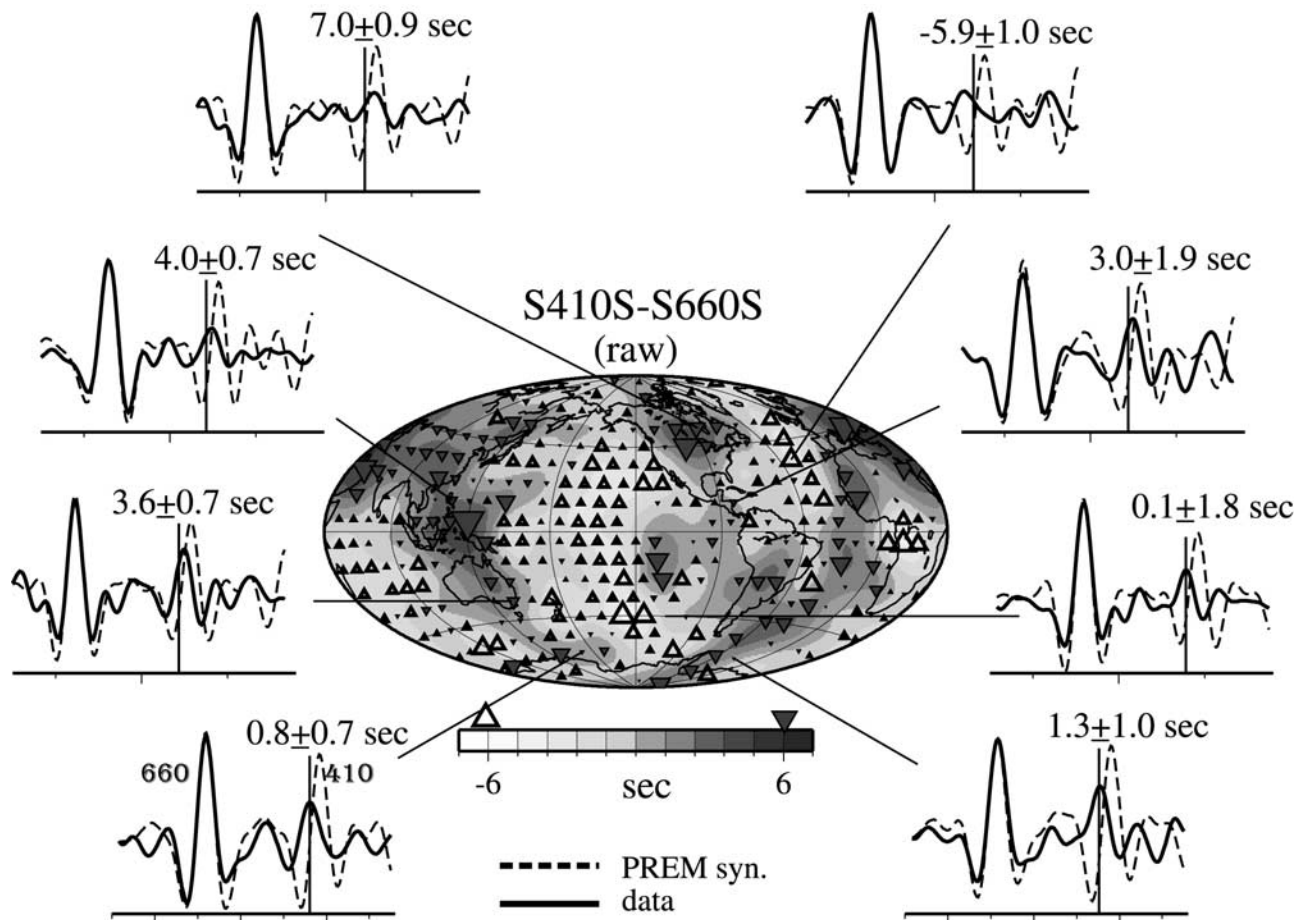 7.0±0.9 sec
-5.9±1.0 sec
4.0±0.7 sec
3.0±1.9 sec
S410S-S660S
(raw)
3.6±0.7 sec
0.1±1.8 sec
0.8±0.7 sec
1.3±1.0 sec
660
410
-6
6
sec
PREM syn.
data